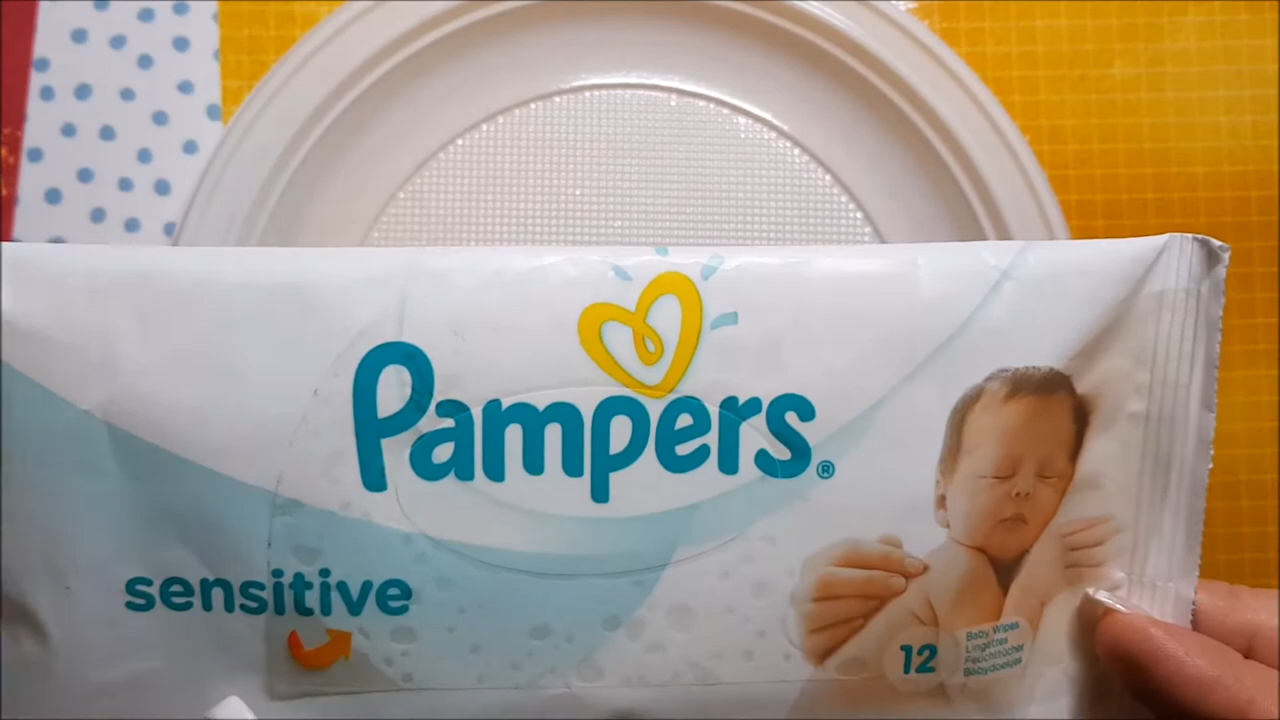 Pampers®
sensitive
12
Baby Wipes
Lingettes
Feuchttücher
Babydoekjes